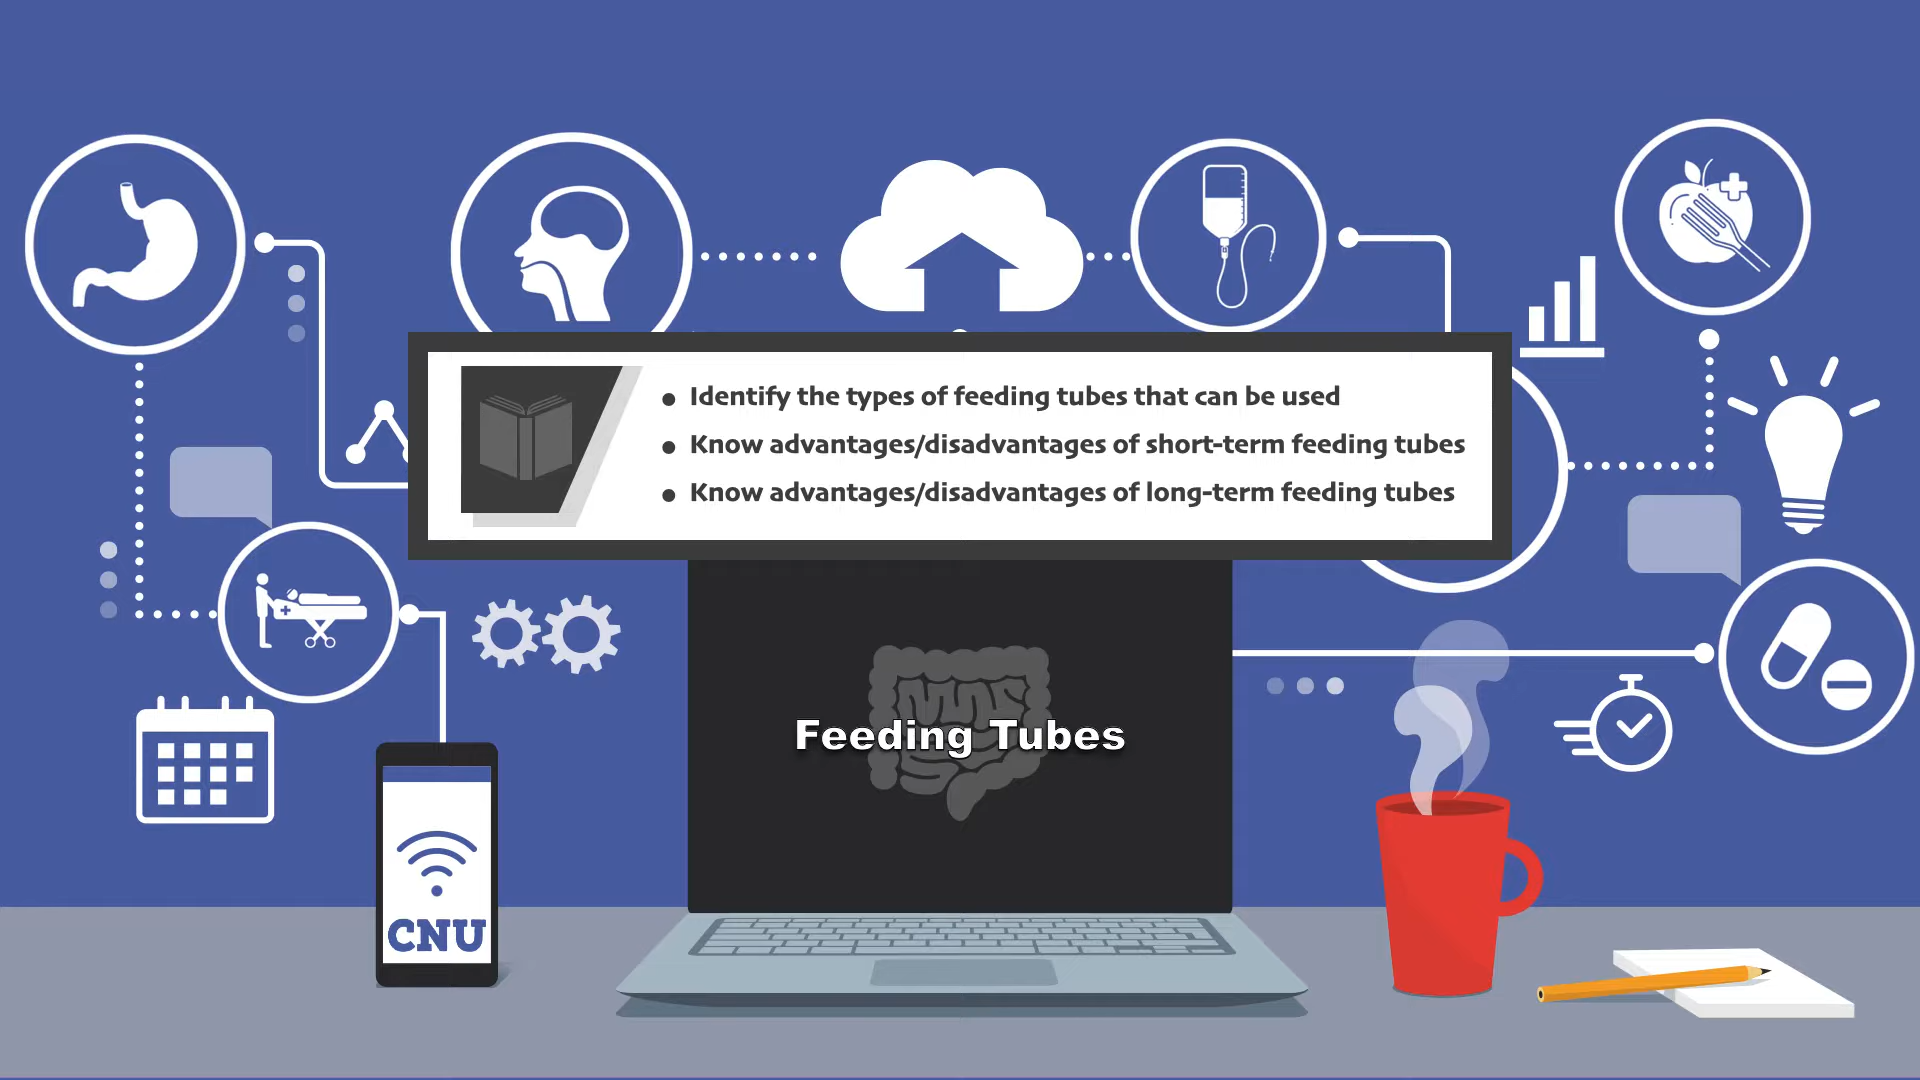 Identify the types of feeding tubes that can be used
Know advantages/disadvantages of short-term feeding tubes
Know advantages/disadvantages of long-term feeding tubes
Feeding Tubes
CNU